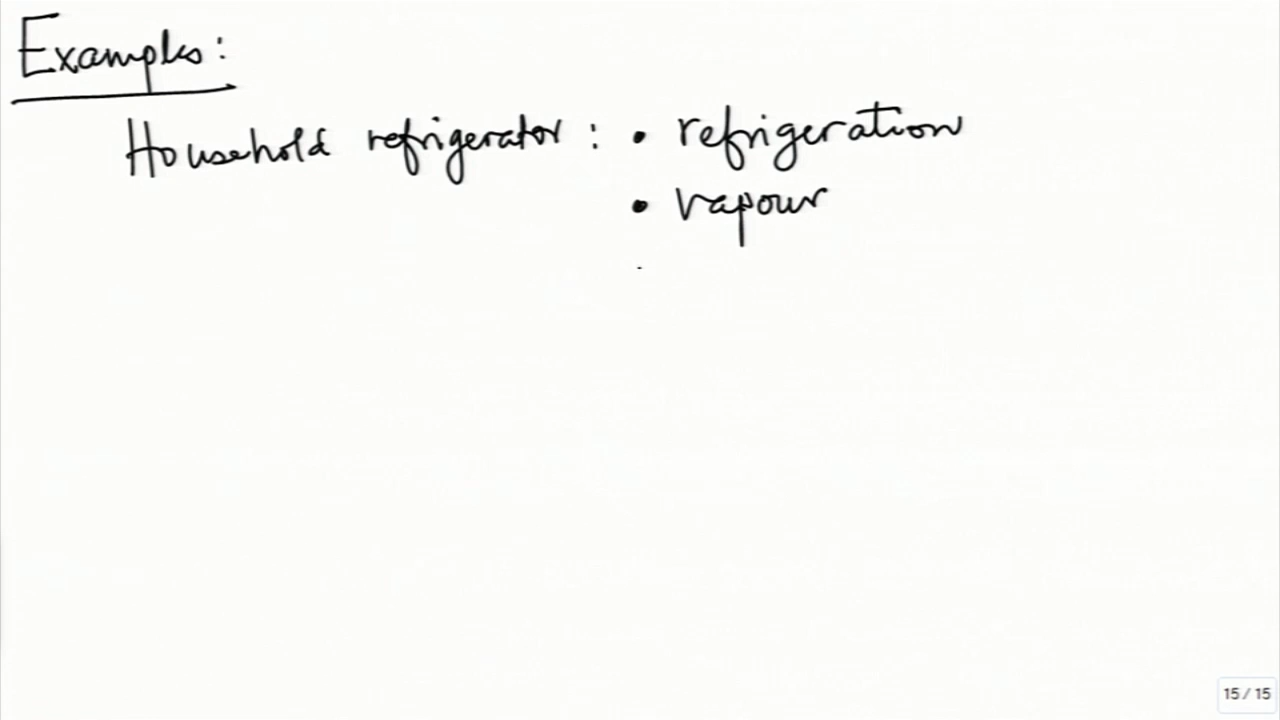 Examples:
Household refrigerator : • refrigeration
• vapour
15 / 15